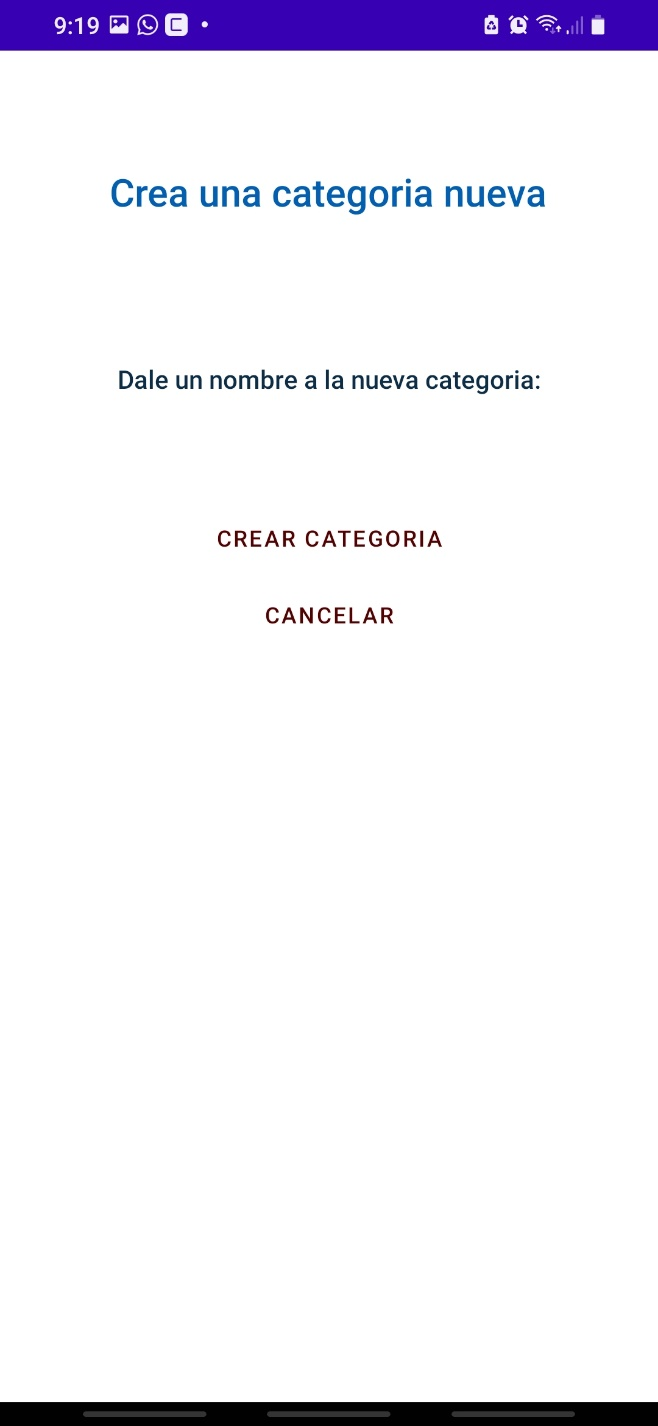 9:19
Crea una categoria nueva
Dale un nombre a la nueva categoria:
CREAR CATEGORIA
CANCELAR